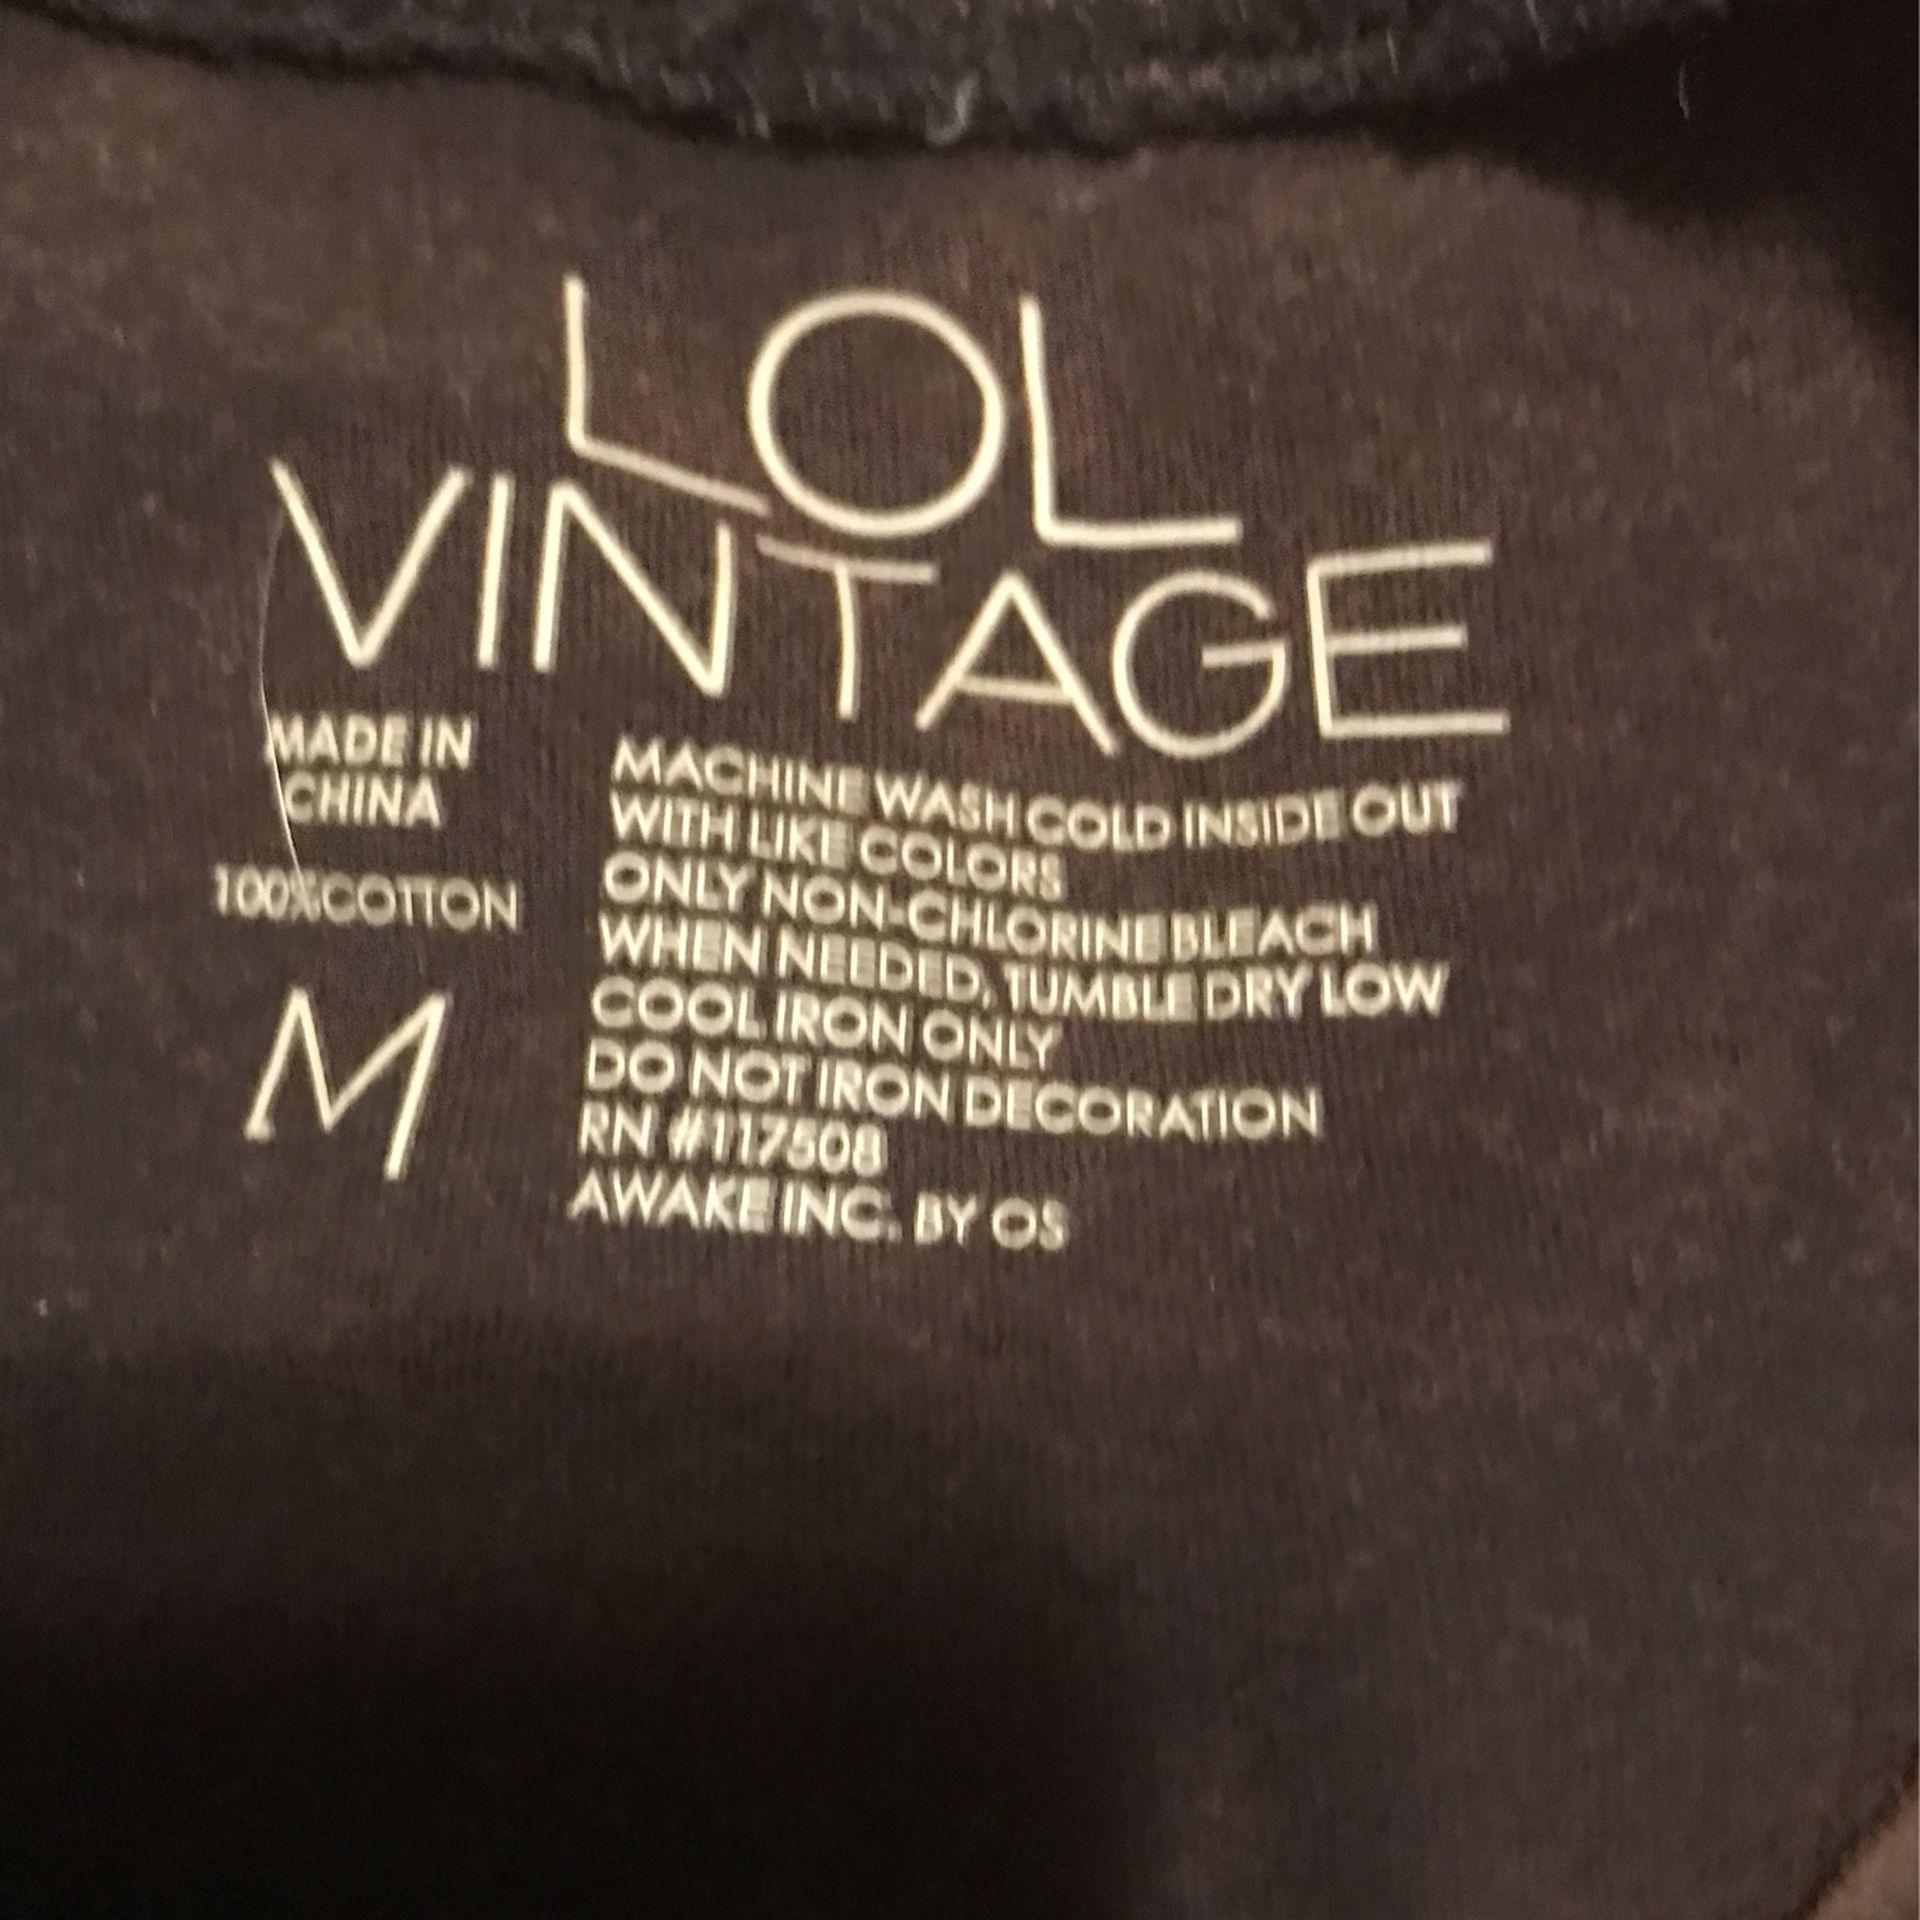 LOL
VINTAGE
MADE IN
CHINA
100%COTTON
M
MACHINE WASH COLD INSIDE OUT
WITH LIKE COLORS
ONLY NON-CHLORINE BLEACH
WHEN NEEDED, TUMBLE DRY LOW
COOL IRON ONLY
DO NOT IRON DECORATION
RN #117508
AWAKE INC. BY OS